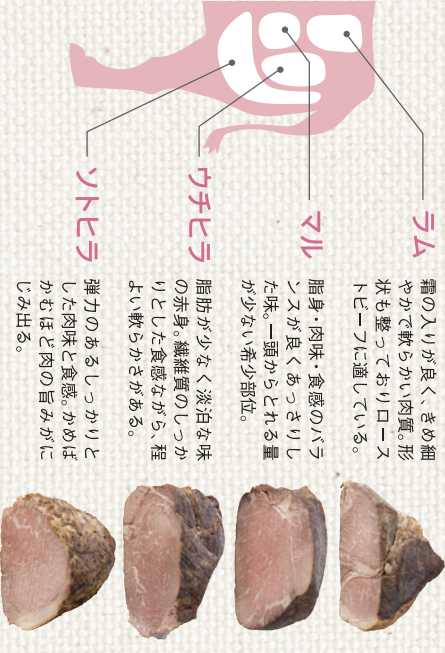 ラム
霜の入りが良く、きめ細
やかで軟らかい肉質。形
状も整っておりロース
トビーフに適している。
マル
脂身・肉味・食感のバラ
ンスが良くあっさりし
た味。一頭からとれる量
が少ない希少部位。
ウチヒラ
脂肪が少なく淡泊な味
の赤身。繊維質のしっか
りとした食感ながら、程
よい軟らかさがある。
ソトヒラ
弾力のあるしっかりと
した肉味と食感。かめば
かむほど肉の旨みがに
じみ出る。